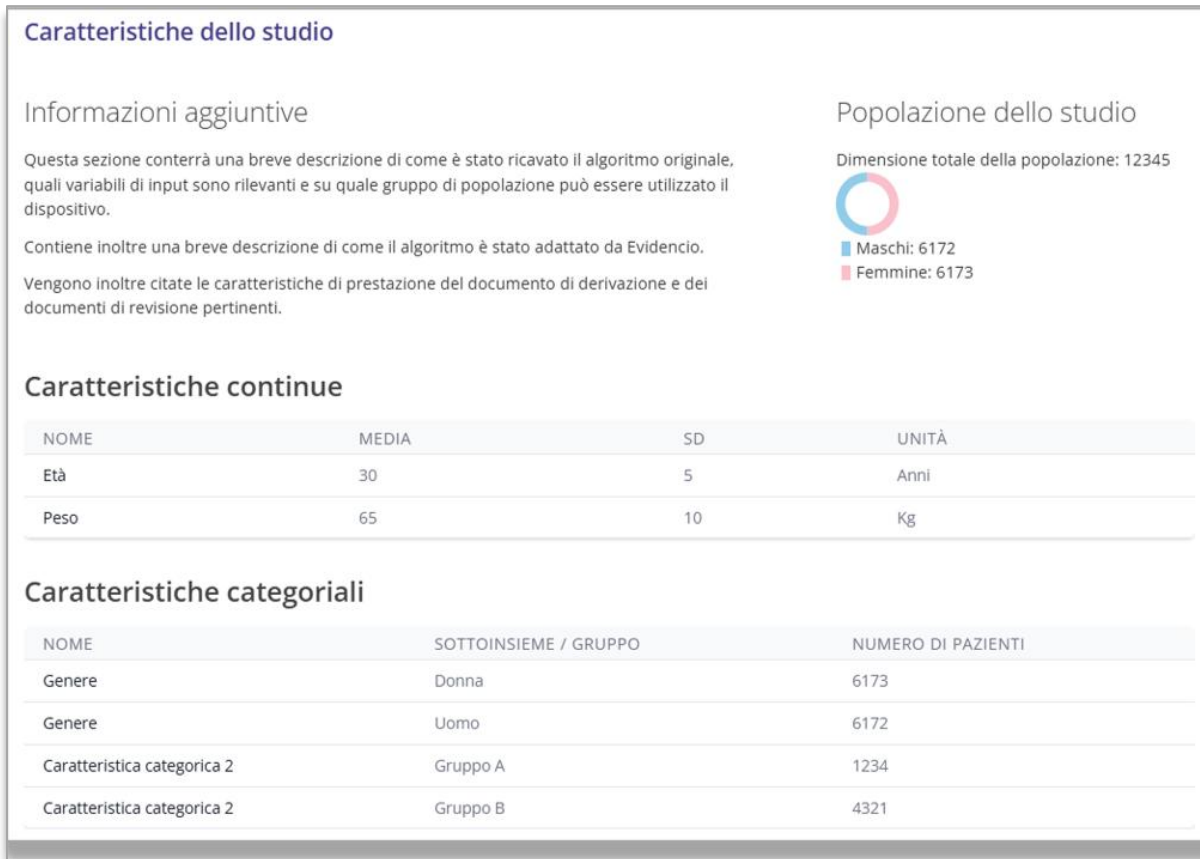 Caratteristiche dello studio
Informazioni aggiuntive
Questa sezione conterrà una breve descrizione di come è stato ricavato il algoritmo originale,
quali variabili di input sono rilevanti e su quale gruppo di popolazione può essere utilizzato il
dispositivo.
Contiene inoltre una breve descrizione di come il algoritmo è stato adattato da Evidencio.
Vengono inoltre citate le caratteristiche di prestazione del documento di derivazione e dei
documenti di revisione pertinenti.
Popolazione dello studio
Dimensione totale della popolazione: 12345
Maschi: 6172
Femmine: 6173
Caratteristiche continue
NOME MEDIA SD UNITÀ
Età 30 5 Anni
Peso 65 10 Kg
Caratteristiche categoriali
NOME SOTTOINSIEME / GRUPPO NUMERO DI PAZIENTI
Genere Donna 6173
Genere Uomo 6172
Caratteristica categorica 2 Gruppo A 1234
Caratteristica categorica 2 Gruppo B 4321